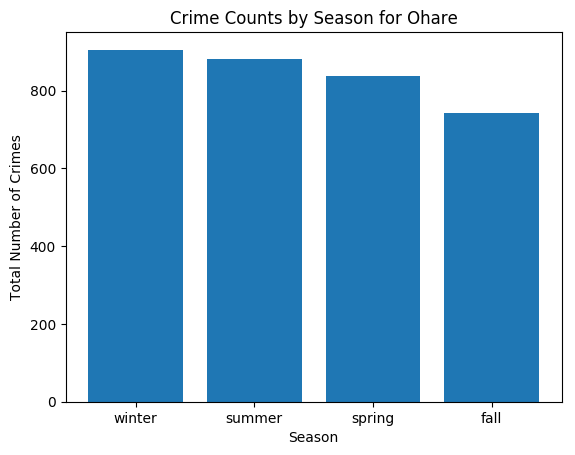 Crime Counts by Season for Ohare
Total Number of Crimes
800
600
400
200
0
winter summer spring fall
Season